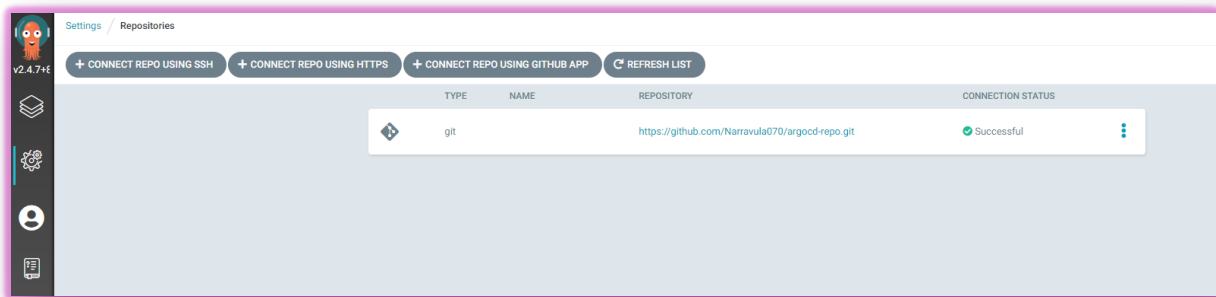 Settings / Repositories
v2.4.7+8
+ CONNECT REPO USING SSH + CONNECT REPO USING HTTPS + CONNECT REPO USING GITHUB APP REFRESH LIST
TYPE NAME REPOSITORY CONNECTION STATUS
git https://github.com/Narravula070/argocd-repo.git Successful